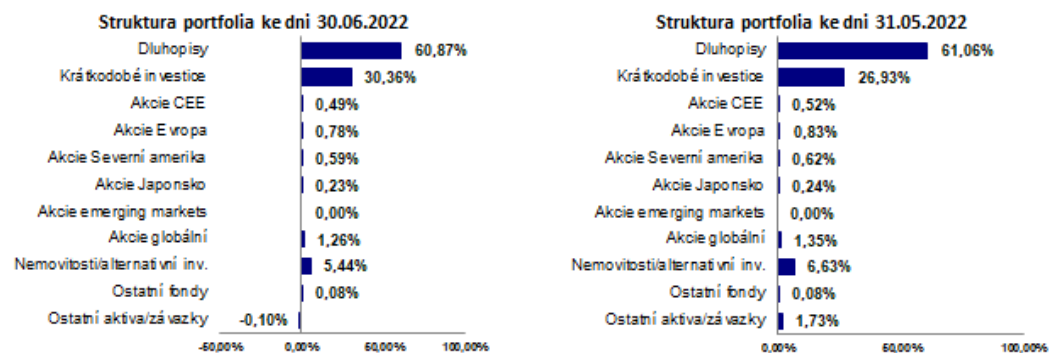 Struktura portfolia ke dni 30.06.2022
Dluhopisy 60,87%
Krátkodobé investice 30,36%
Akcie CEE 0,49%
Akcie Evropa 0,78%
Akcie Severní amerika 0,59%
Akcie Japonsko 0,23%
Akcie emerging markets 0,00%
Akcie globální 1,26%
Nemovitosti/alternativní inv. 5,44%
Ostatní fondy 0,08%
Ostatní aktiva/závazky -0,10%
-50,00% 0,00% 50,00% 100,00%
Struktura portfolia ke dni 31.05.2022
Dluhopisy 61,06%
Krátkodobé investice 26,93%
Akcie CEE 0,52%
Akcie Evropa 0,83%
Akcie Severní amerika 0,62%
Akcie Japonsko 0,24%
Akcie emerging markets 0,00%
Akcie globální 1,35%
Nemovitosti/alternativní inv. 6,63%
Ostatní fondy 0,08%
Ostatní aktiva/závazky 1,73%
0,00% 50,00% 100,00%